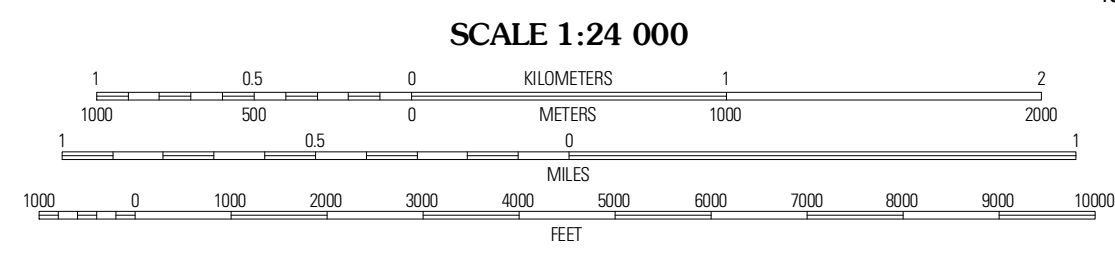 SCALE 1:24 000
1 0.5 0 KILOMETERS 1 2
1000 500 0 METERS 1000 2000
1 0.5 0 1
MILES
1000 0 1000 2000 3000 4000 5000 6000 7000 8000 9000 10000
FEET